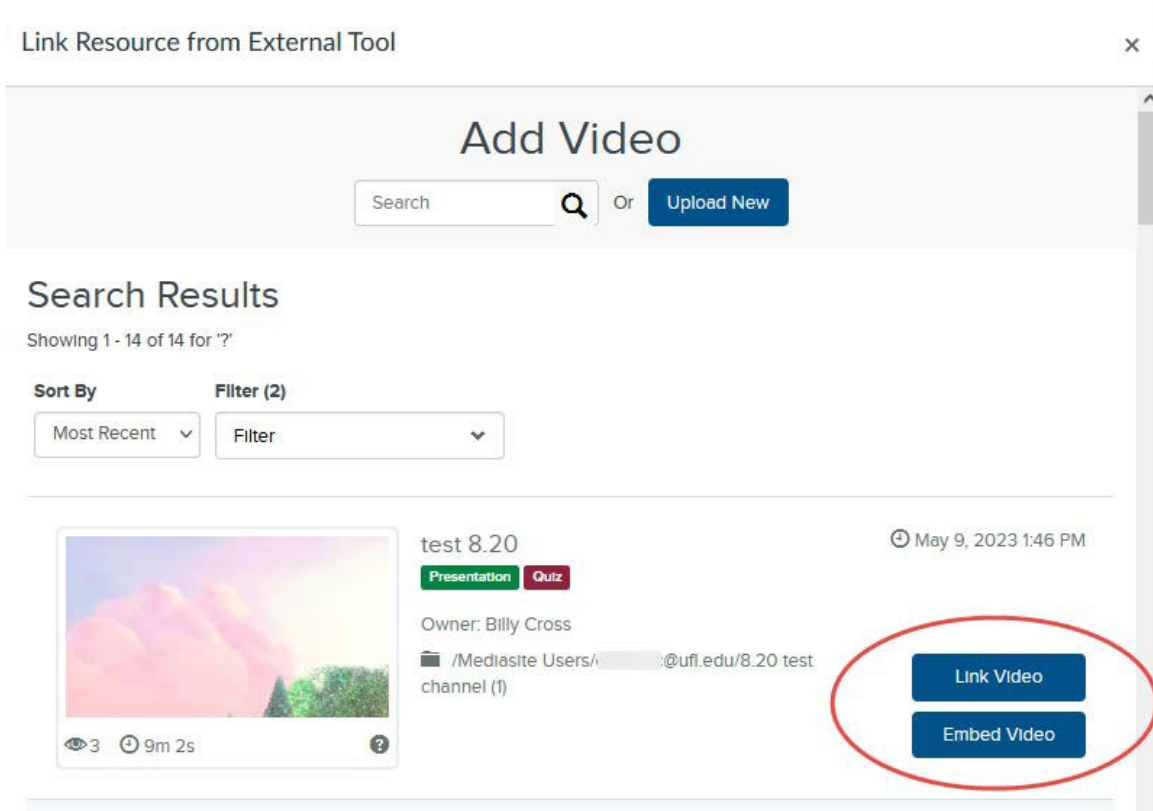 Link Resource from External Tool
×
Add Video
Search Or Upload New
Search Results
Showing 1 - 14 of 14 for '?'
Sort By Filter (2)
Most Recent Filter
test 8.20 May 9, 2023 1:46 PM
Presentation Quiz
Owner: Billy Cross
/Mediasite Users/ @ufl.edu/8.20 test
channel (1)
Link Video
Embed Video
3 9m 2s ?